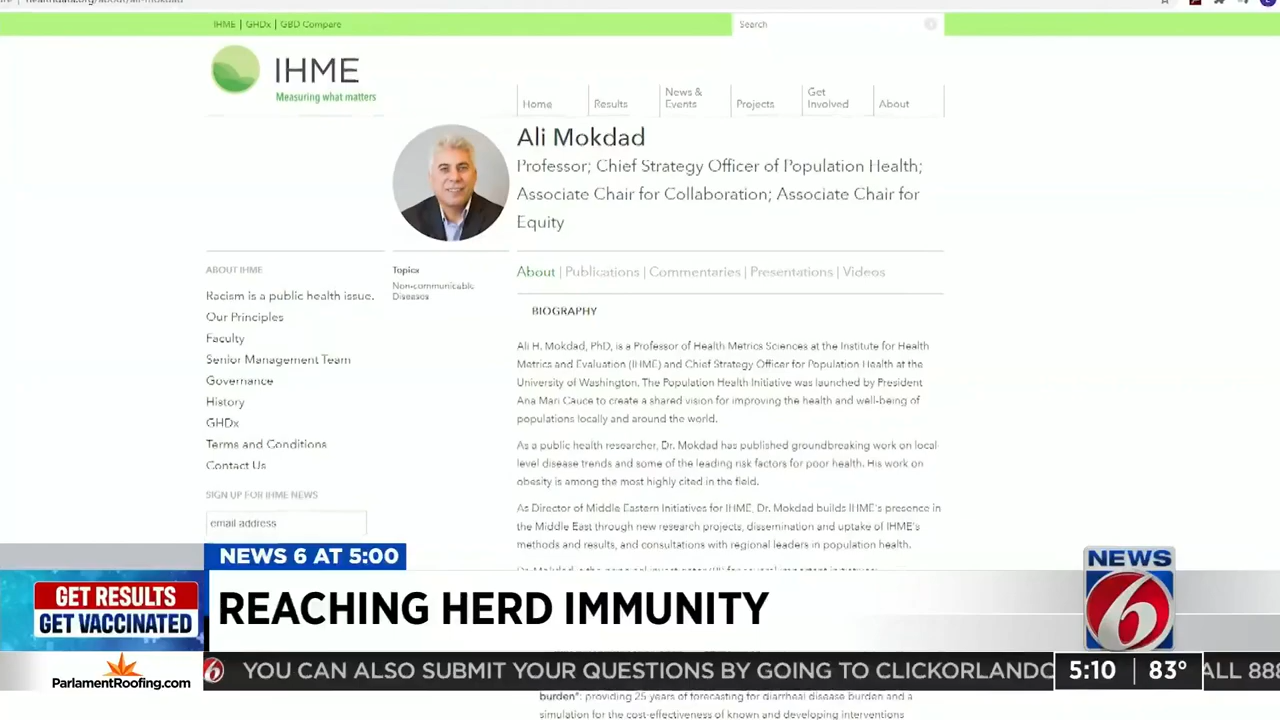 IHME | GHDx | GBD Compare
Search
IHME
Measuring what matters
Home
Results
News & Events
Projects
Get Involved
About
Ali Mokdad
Professor; Chief Strategy Officer of Population Health;
Associate Chair for Collaboration; Associate Chair for
Equity
About | Publications | Commentaries | Presentations | Videos
ABOUT IHME
Racism is a public health issue.
Our Principles
Faculty
Senior Management Team
Governance
History
GHDx
Terms and Conditions
Contact Us
SIGN UP FOR IHME NEWS
email address
Topics
Non-communicable
Diseases
BIOGRAPHY
Ali H. Mokdad, PhD, is a Professor of Health Metrics Sciences at the Institute for Health
Metrics and Evaluation (IHME) and Chief Strategy Officer for Population Health at the
University of Washington. The Population Health Initiative was launched by President
Ana Mari Cauce to create a shared vision for improving the health and well-being of
populations locally and around the world.
As a public health researcher, Dr. Mokdad has published groundbreaking work on local-
level disease trends and some of the leading risk factors for poor health. His work on
obesity is among the most highly cited in the field.
As Director of Middle Eastern Initiatives for IHME, Dr. Mokdad builds IHME's presence in
the Middle East through new research projects, dissemination and uptake of IHME's
methods and results, and consultations with regional leaders in population health.
NEWS 6 AT 5:00
GET RESULTS
GET VACCINATED
REACHING HERD IMMUNITY
NEWS
6
ParlamentRoofing.com
6 YOU CAN ALSO SUBMIT YOUR QUESTIONS BY GOING TO CLICKORLANDO
5:10 83°
ALL 888
burden": providing 25 years of forecasting for diarrheal disease burden and a
simulation for the cost-effectiveness of known and developing interventions